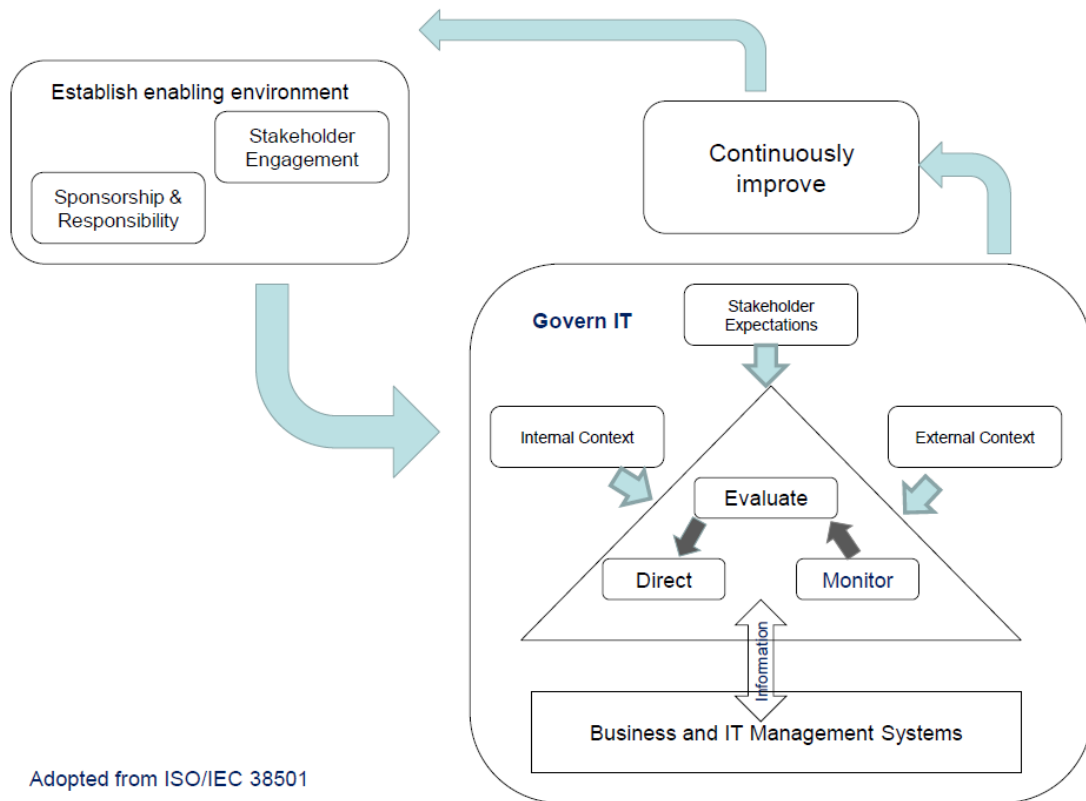 Establish enabling environment
Stakeholder
Engagement
Sponsorship &
Responsibility
Continuously
improve
Govern IT
Stakeholder
Expectations
Internal Context
External Context
Evaluate
Direct
Monitor
Information
Business and IT Management Systems
Adopted from ISO/IEC 38501